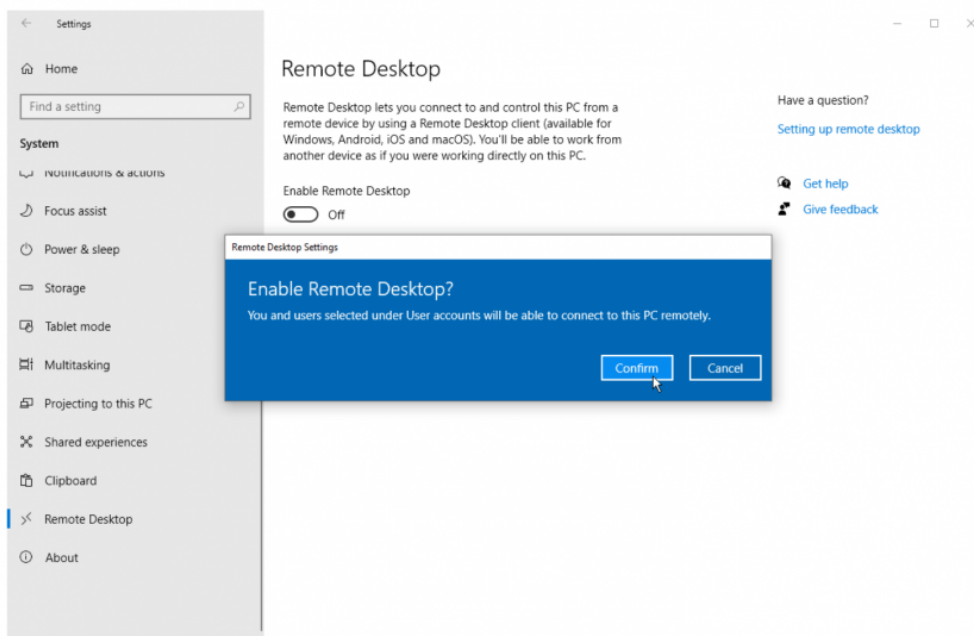 Settings
Home
Find a setting
System
Notifications & actions
Focus assist
Power & sleep
Storage
Tablet mode
Multitasking
Projecting to this PC
Shared experiences
Clipboard
Remote Desktop
About
Remote Desktop
Remote Desktop lets you connect to and control this PC from a
remote device by using a Remote Desktop client (available for
Windows, Android, iOS and macOS). You'll be able to work from
another device as if you were working directly on this PC.
Enable Remote Desktop
Off
Remote Desktop Settings
Enable Remote Desktop?
You and users selected under User accounts will be able to connect to this PC remotely.
Confirm
Cancel
Have a question?
Setting up remote desktop
Get help
Give feedback